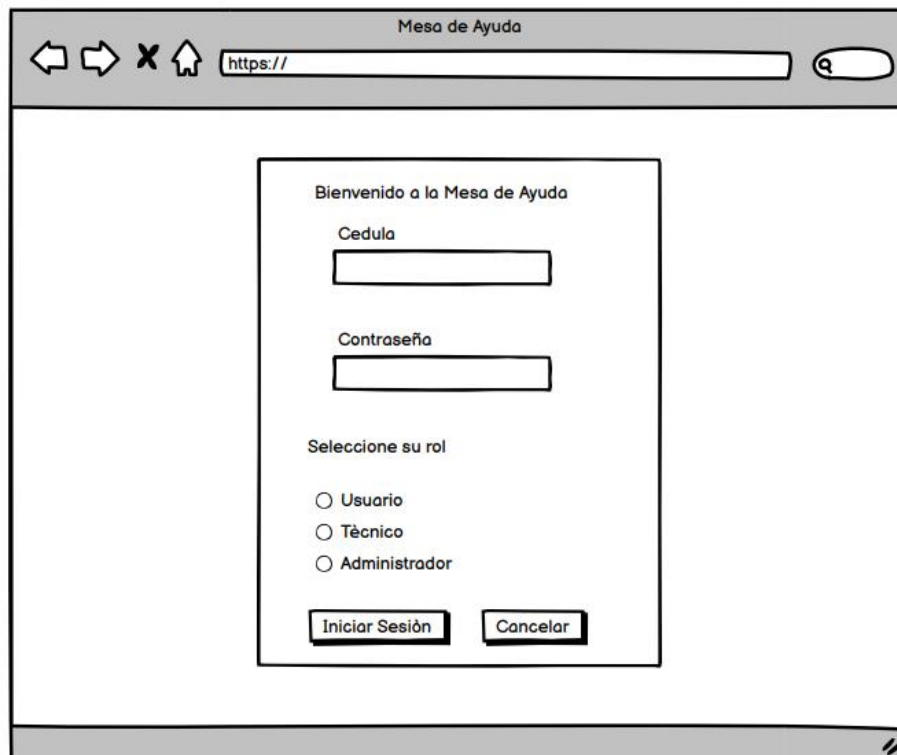 Mesa de Ayuda
https://
Bienvenido a la Mesa de Ayuda
Cedula
Contraseña
Seleccione su rol
Usuario
Tècnico
Administrador
Iniciar Sesiòn Cancelar